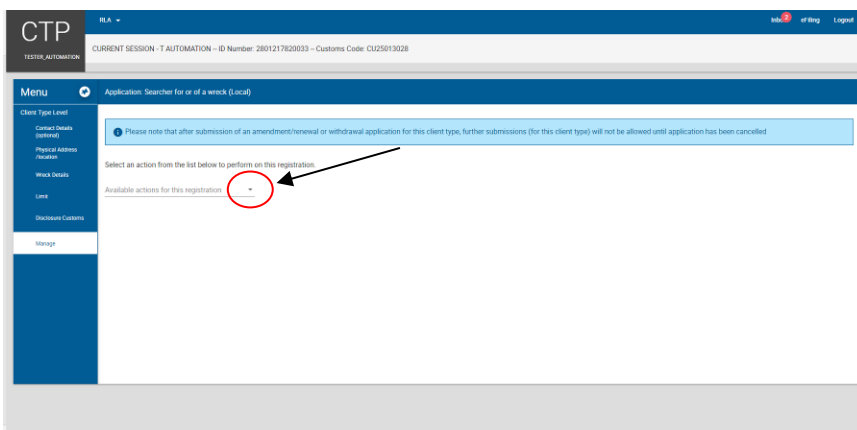 CTP
TESTER_AUTOMATION
RLA
Inbox 2 eFiling Logout
CURRENT SESSION - T AUTOMATION – ID Number: 2801217820033 – Customs Code: CU25013028
Menu
Application: Searcher for or of a wreck (Local)
Client Type Level
Contact Details
(optional)
Physical Address
/location
Wreck Details
Limit
Disclosure Customs
Manage
Please note that after submission of an amendment/renewal or withdrawal application for this client type, further submissions (for this client type) will not be allowed until application has been cancelled
Select an action from the list below to perform on this registration.
Available actions for this registration